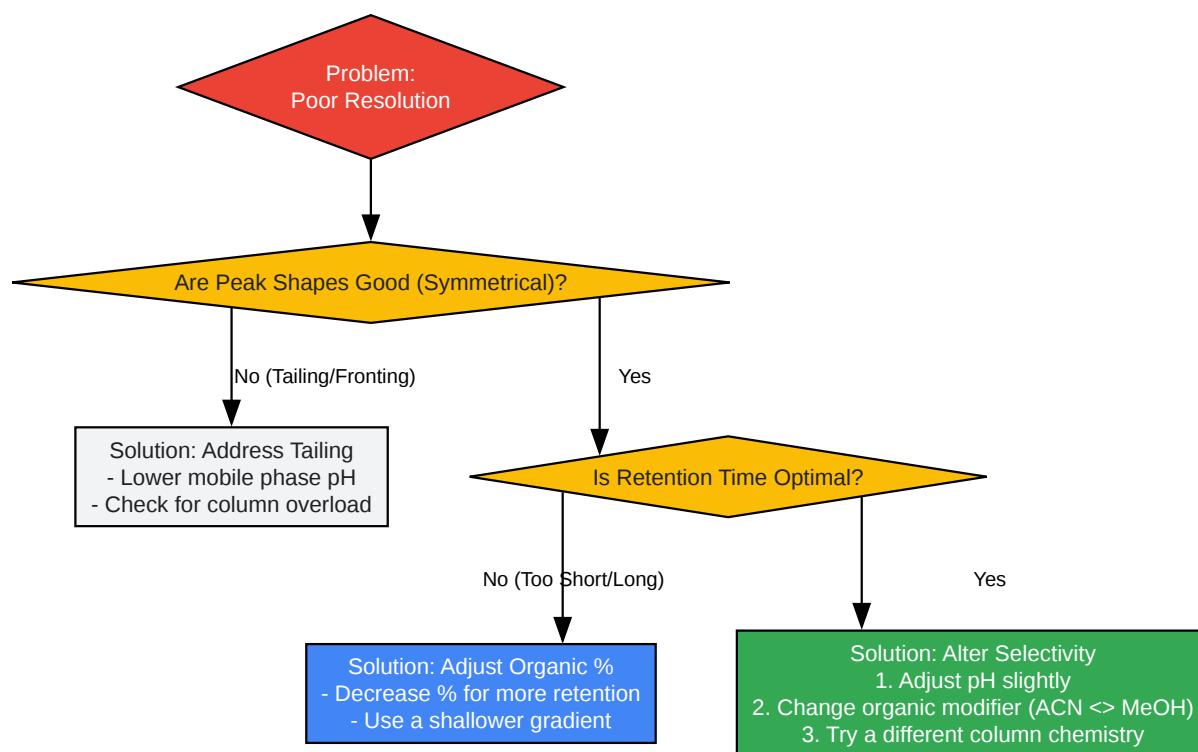 Problem:
Poor Resolution
Are Peak Shapes Good (Symmetrical)?
No (Tailing/Fronting)
Yes
Solution: Address Tailing
- Lower mobile phase pH
- Check for column overload
Is Retention Time Optimal?
No (Too Short/Long)
Yes
Solution: Adjust Organic %
- Decrease % for more retention
- Use a shallower gradient
Solution: Alter Selectivity
1. Adjust pH slightly
2. Change organic modifier (ACN <> MeOH)
3. Try a different column chemistry